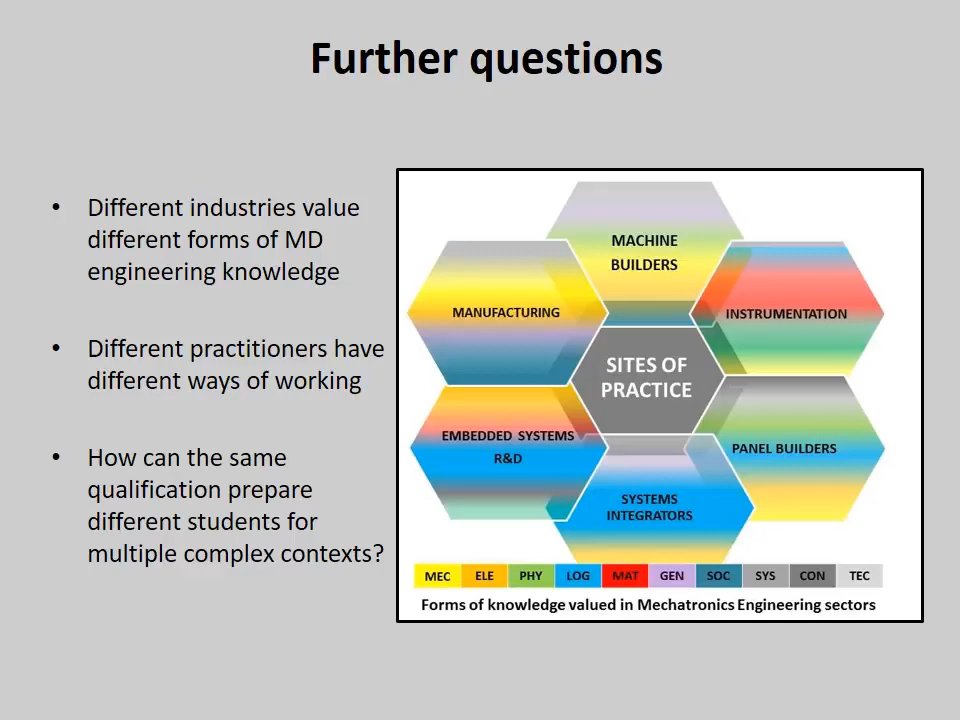 Further questions
• Different industries value
different forms of MD
engineering knowledge
• Different practitioners have
different ways of working
• How can the same
qualification prepare
different students for
multiple complex contexts?
MACHINE
BUILDERS
MANUFACTURING
INSTRUMENTATION
SITES OF
PRACTICE
EMBEDDED SYSTEMS
R&D
PANEL BUILDERS
SYSTEMS
INTEGRATORS
MEC ELE PHY LOG MAT GEN SOC SYS CON TEC
Forms of knowledge valued in Mechatronics Engineering sectors